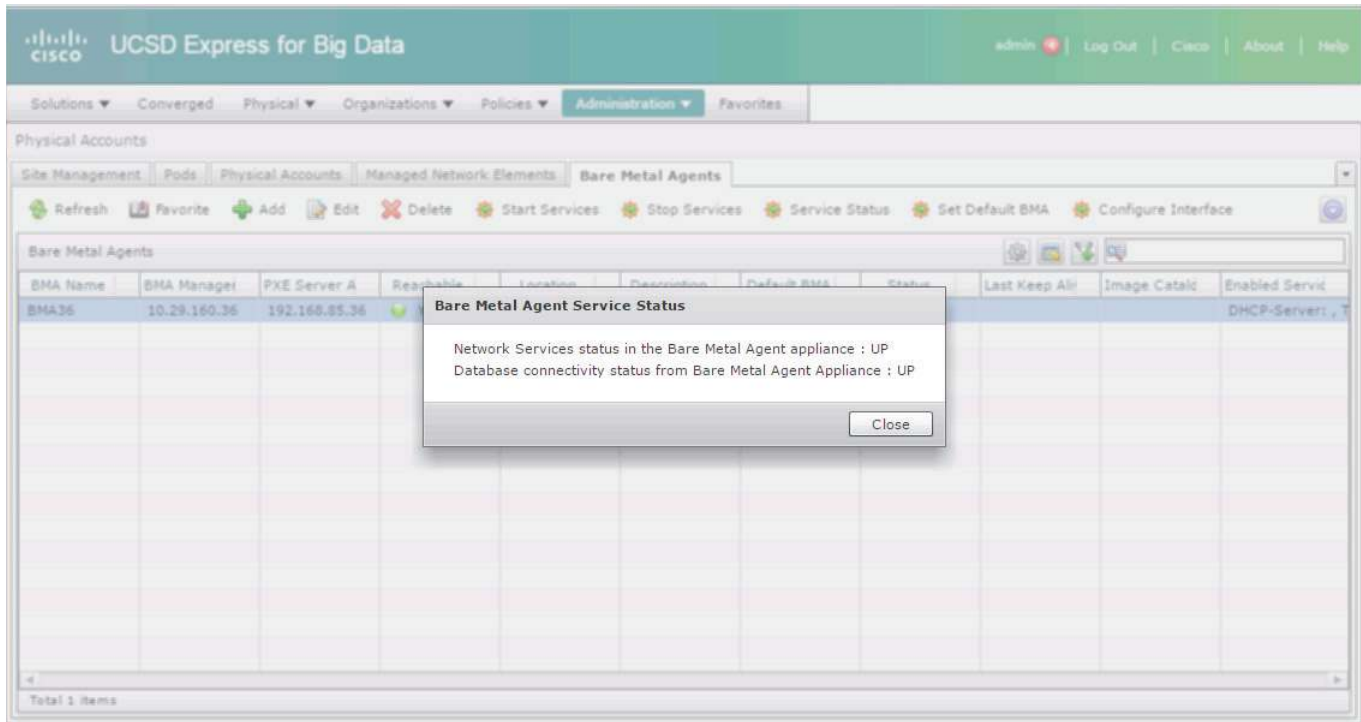 CISCO UCSD Express for Big Data admin | Log Out | Cisco | About | Help
Solutions Converged Physical Organizations Policies Administration Favorites
Physical Accounts
Site Management Pods Physical Accounts Managed Network Elements Bare Metal Agents
Refresh Favorite Add Edit Delete Start Services Stop Services Service Status Set Default BMA Configure Interface
Bare Metal Agents
BMA Name BMA Manager PXE Server A Reachable Location Description Default BMA Status Last Keep Ali Image Catalo Enabled Servic
BMA36 10.29.160.36 192.168.85.36 DHCP-Server: , T
Bare Metal Agent Service Status
Network Services status in the Bare Metal Agent appliance : UP
Database connectivity status from Bare Metal Agent Appliance : UP
Close
Total 1 items